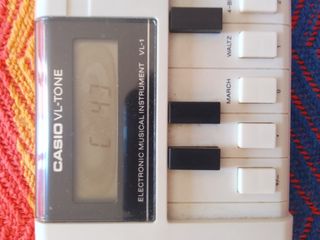 CASIO VL-TONE
ELECTRONIC MUSICAL INSTRUMENT VL-1
MARCH
WALTZ